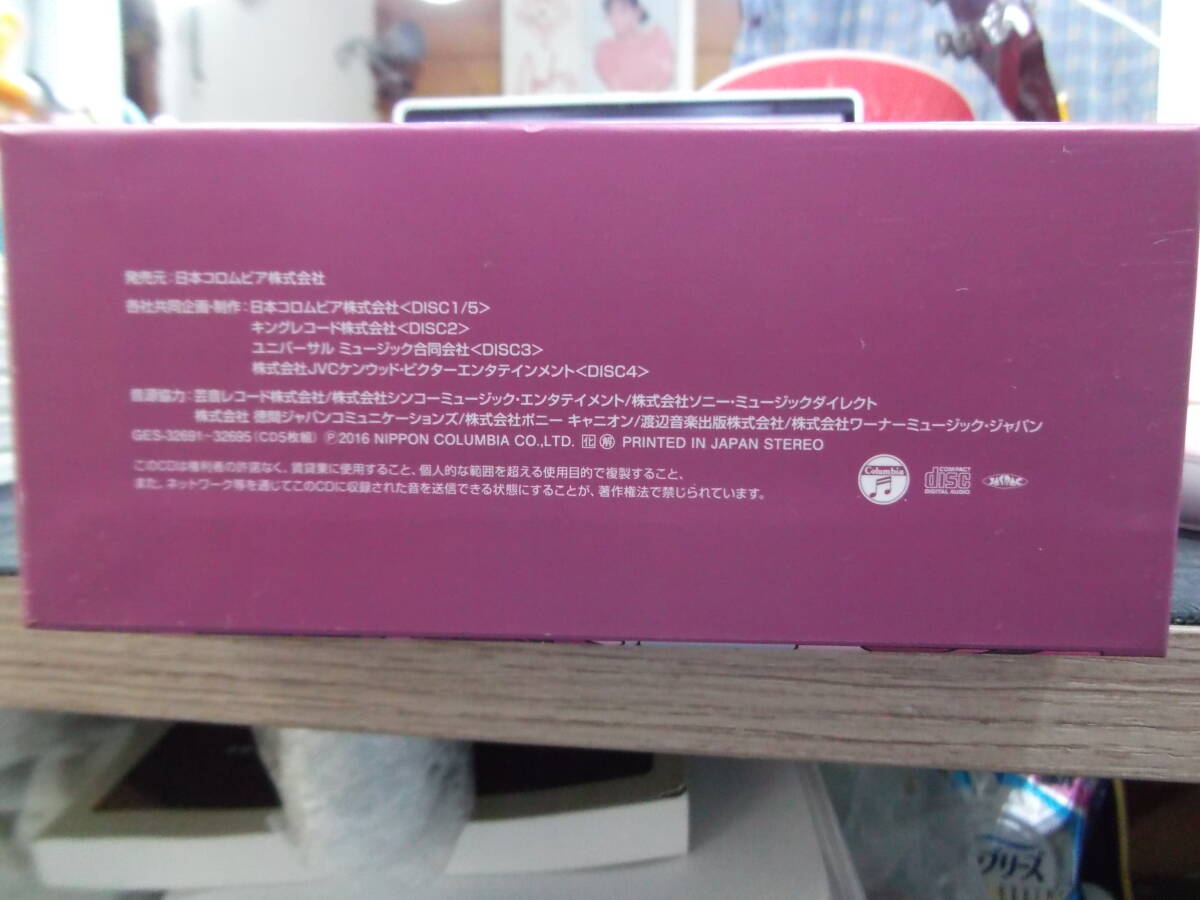 発売元：日本コロムビア株式会社
各社共同企画・制作：日本コロムビア株式会社<DISC1/5>
キングレコード株式会社<DISC2>
ユニバーサル ミュージック合同会社<DISC3>
株式会社JVCケンウッド・ビクターエンタテインメント<DISC4>
音源協力：芸音レコード株式会社/株式会社シンコーミュージック・エンタテイメント/株式会社ソニー・ミュージックダイレクト
株式会社 徳間ジャパンコミュニケーションズ/株式会社ポニー キャニオン/渡辺音楽出版株式会社/株式会社ワーナーミュージック・ジャパン
GES-32691～32695（CD5枚組） Ⓟ2016 NIPPON COLUMBIA CO.,LTD. 化 解 PRINTED IN JAPAN STEREO
このCDは権利者の許諾なく、賃貸業に使用すること、個人的な範囲を超える使用目的で複製すること、
また、ネットワーク等を通じてこのCDに収録された音を送信できる状態にすることが、著作権法で禁じられています。
Columbia
COMPACT
disc
DIGITAL AUDIO
JASRAC